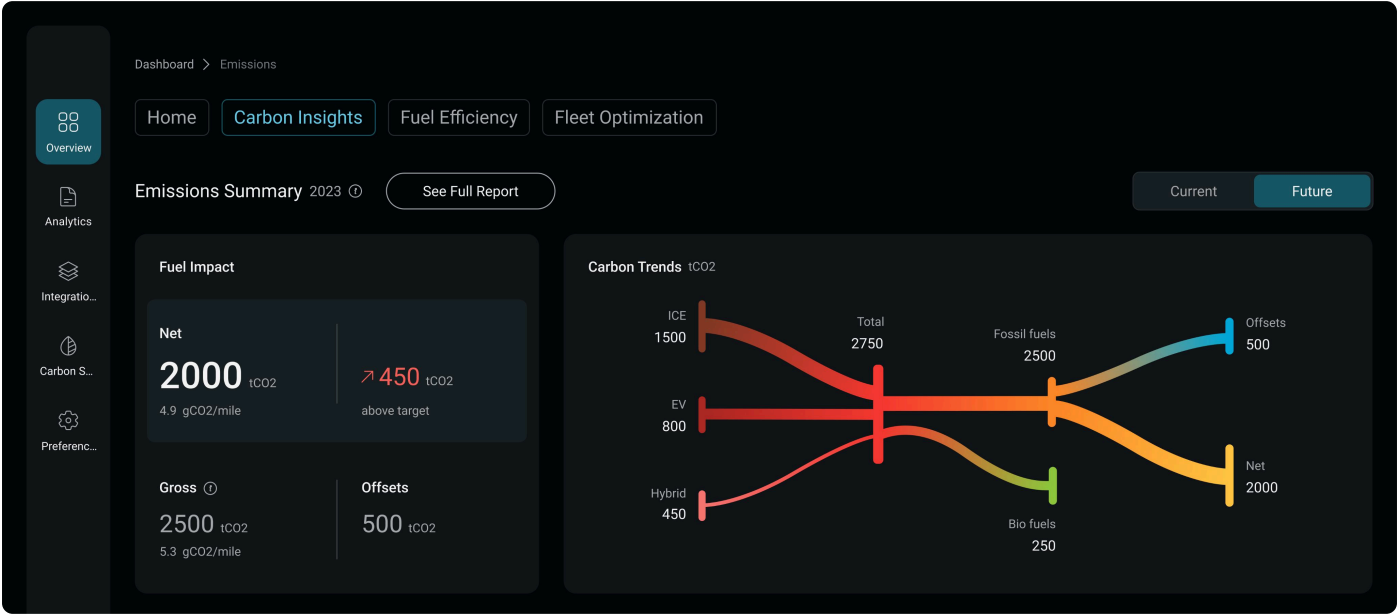 Dashboard > Emissions
Home
Carbon Insights
Fuel Efficiency
Fleet Optimization
Overview
Analytics
Integratio...
Carbon S...
Preferenc...
Emissions Summary 2023
See Full Report
Current
Future
Fuel Impact
Net
2000 tCO2
4.9 gCO2/mile
450 tCO2
above target
Gross
2500 tCO2
5.3 gCO2/mile
Offsets
500 tCO2
Carbon Trends tCO2
ICE
1500
EV
800
Hybrid
450
Total
2750
Fossil fuels
2500
Bio fuels
250
Offsets
500
Net
2000